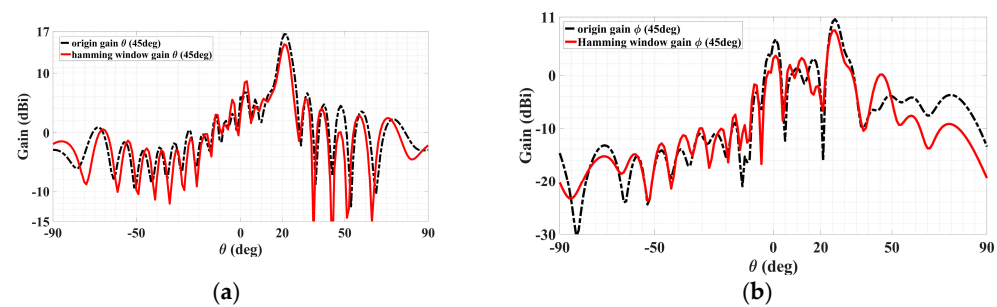 17
origin gain θ (45deg)
hamming window gain θ (45deg)
10
0
-10
-15
Gain (dBi)
-90
-50
0
20
50
90
θ (deg)
(a)
11
origin gain ϕ (45deg)
Hamming window gain ϕ (45deg)
0
-10
-20
-30
Gain (dBi)
-90
-50
0
20
50
90
θ (deg)
(b)